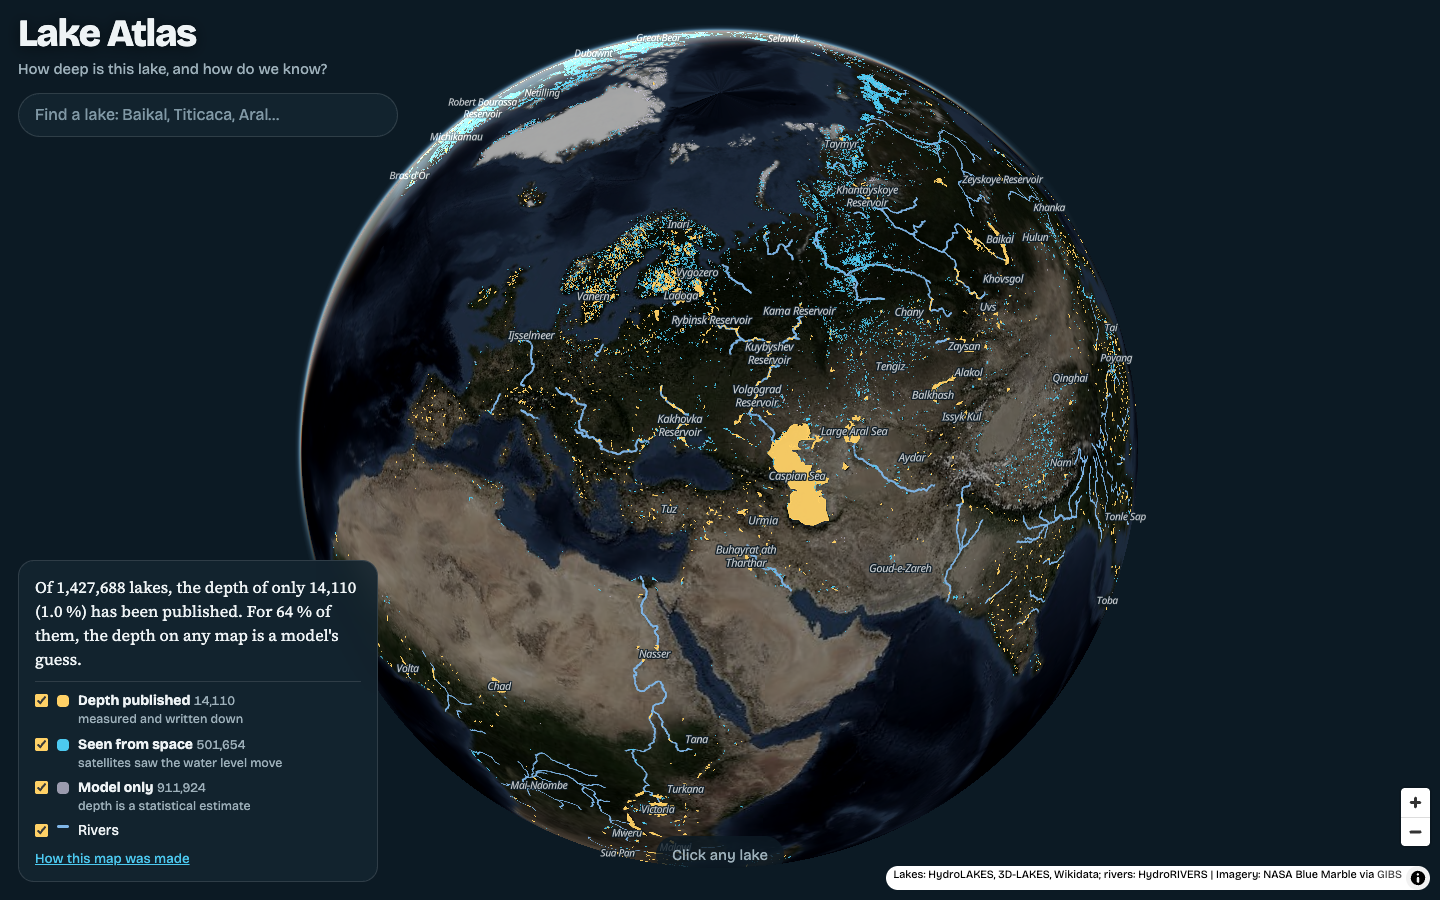 Lake Atlas
How deep is this lake, and how do we know?
Find a lake: Baikal, Titicaca, Aral...
Great Bear
Selawik
Dubawnt
Nettilling
Robert Bourassa
Reservoir
Michikamau
Bras d'Or
Taymyr
Khantayskoye
Reservoir
Zeyskoye Reservoir
Khanka
Baikal
Hulun
Inari
Vygozero
Vänern
Ladoga
Khövsgöl
Uvs
Rybinsk Reservoir
Kama Reservoir
Chany
IJsselmeer
Kuybyshev
Reservoir
Zaysan
Tai
Poyang
Tengiz
Alakol
Qinghai
Volgograd
Reservoir
Balkhash
Issyk Kul
Kakhovka
Reservoir
Large Aral Sea
Aydar
Nam
Caspian Sea
Tuz
Urmia
Tonle Sap
Buhayrat ath
Tharthar
Goud-e Zareh
Toba
Nasser
Volta
Chad
Tana
Mai-Ndombe
Turkana
Victoria
Mweru
Sua Pan
Malawi
Click any lake
Of 1,427,688 lakes, the depth of only 14,110
(1.0 %) has been published. For 64 % of
them, the depth on any map is a model's
guess.
Depth published 14,110
measured and written down
Seen from space 501,654
satellites saw the water level move
Model only 911,924
depth is a statistical estimate
Rivers
How this map was made
Lakes: HydroLAKES, 3D-LAKES, Wikidata; rivers: HydroRIVERS | Imagery: NASA Blue Marble via GIBS